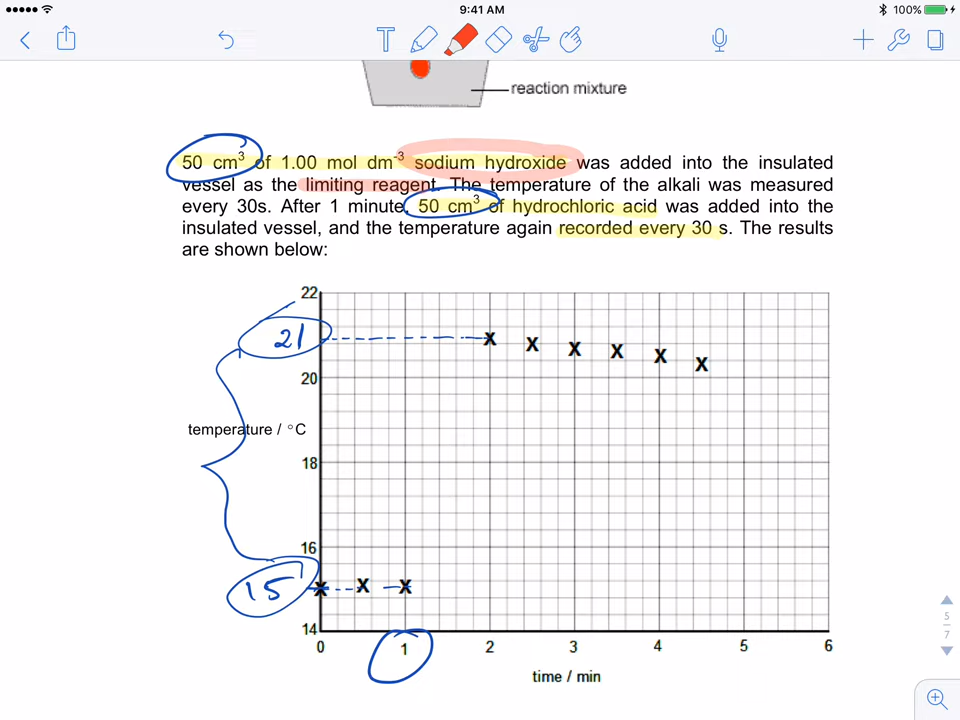 9:41 AM
100%
T
reaction mixture
50 cm³ of 1.00 mol dm⁻³ sodium hydroxide was added into the insulated
vessel as the limiting reagent. The temperature of the alkali was measured
every 30s. After 1 minute, 50 cm³ of hydrochloric acid was added into the
insulated vessel, and the temperature again recorded every 30 s. The results
are shown below:
22
21
20
temperature / °C
18
16
15
14
0 1 2 3 4 5 6
time / min
5
7